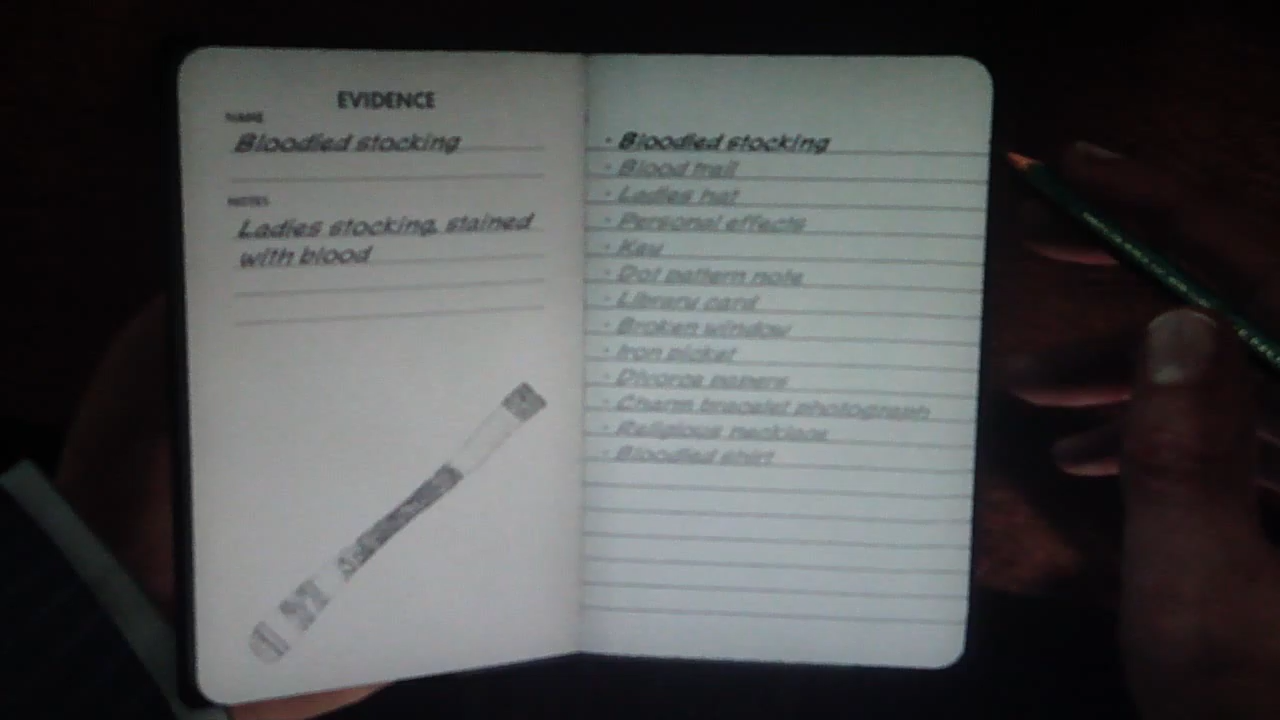 EVIDENCE
NAME
Bloodied stocking
NOTES
Ladies stocking, stained
with blood
· Bloodied stocking
· Blood trail
· Ladies hat
· Personal effects
· Key
· Dot pattern note
· Library card
· Broken window
· Iron picket
· Divorce papers
· Charm bracelet photograph
· Religious necklace
· Bloodied shirt